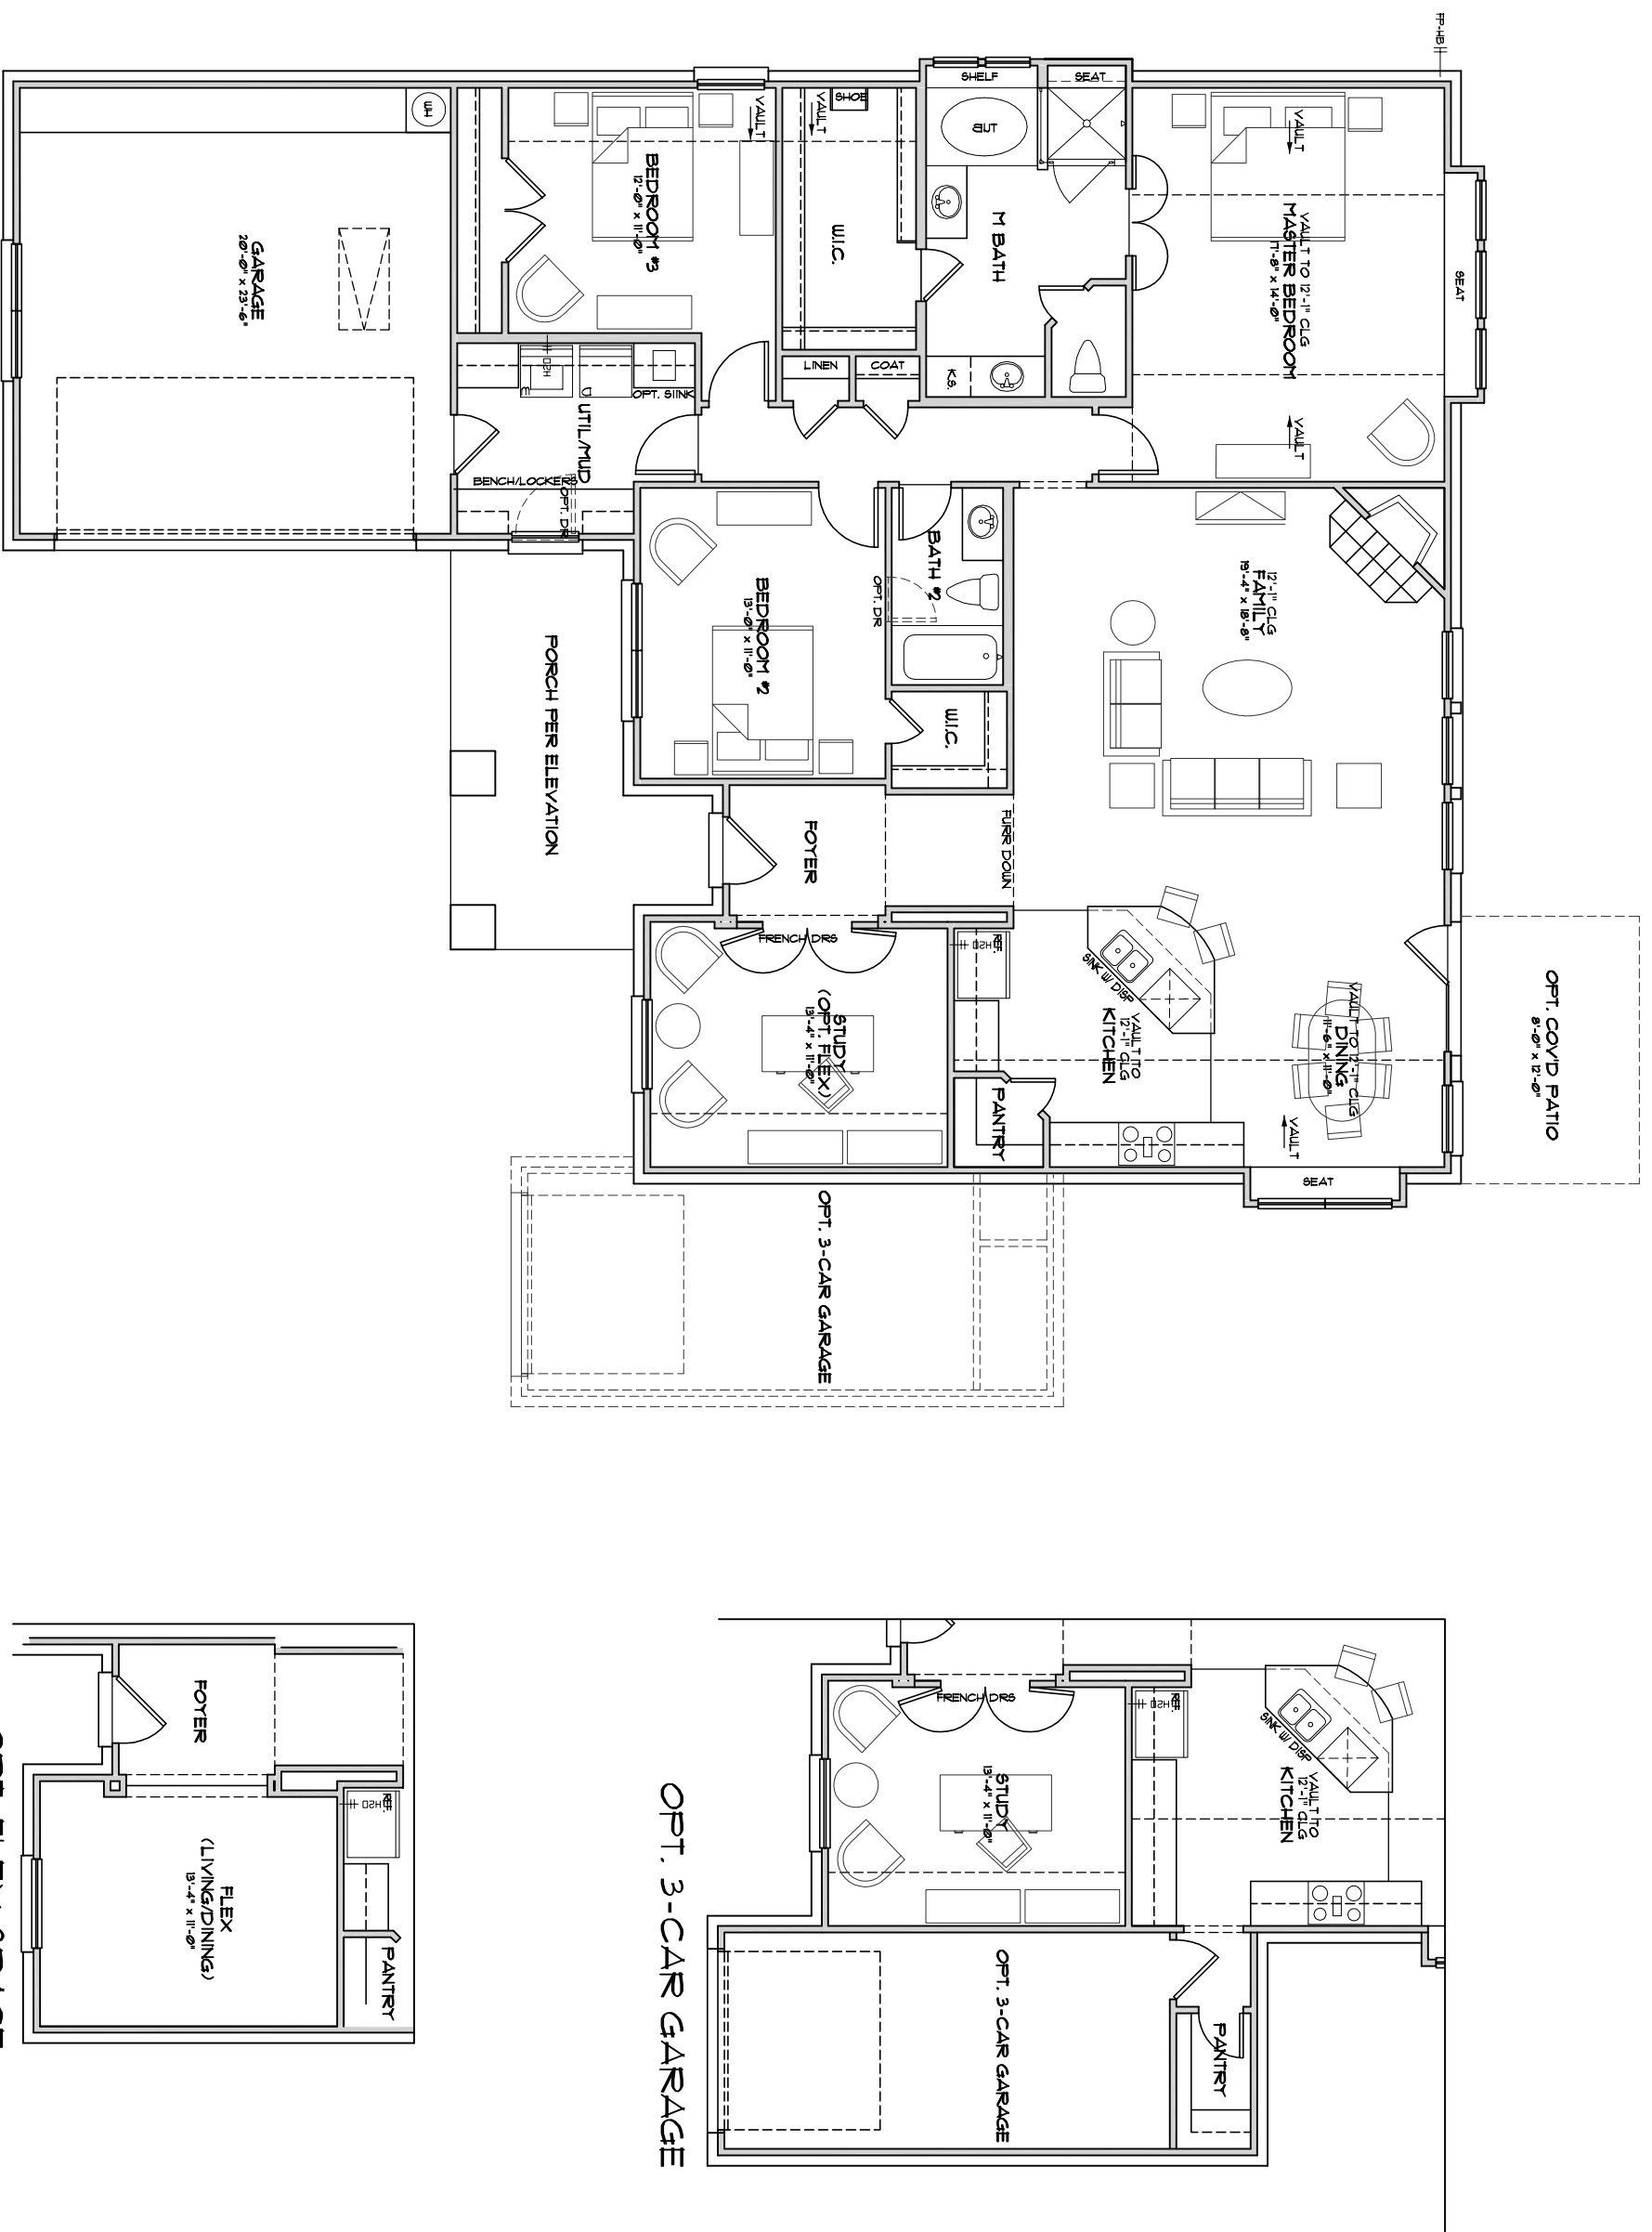 FP-HB
SHELF
SEAT
SHOE
WH
TUB
VAULT
VAULT
VAULT
VAULT TO 12'-1" CLG
MASTER BEDROOM
17'-8" x 14'-0"
SEAT
VAULT
BEDROOM #3
12'-0" x 11'-0"
W.I.C.
M BATH
GARAGE
20'-0" x 23'-6"
LINEN
COAT
K.S.
H2O
W
D
OPT. SIINK
UTIL/MUD
BENCH/LOCKERS
OPT. DR
BATH #2
OPT. DR
BEDROOM #2
13'-0" x 11'-0"
W.I.C.
12'-1" CLG
FAMILY
19'-4" x 18'-8"
PORCH PER ELEVATION
FOYER
FURR DOWN
FRENCH DRS
REF.
H2O
SINK W/ DISP
STUDY
(OPT. FLEX)
13'-4" x 11'-0"
VAULT TO
12'-1" CLG
KITCHEN
VAULT TO 12'-1" CLG
DINING
11'-6" x 11'-0"
OPT. COV'D PATIO
8'-0" x 12'-0"
PANTRY
VAULT
SEAT
OPT. 3-CAR GARAGE
FRENCH DRS
REF.
H2O
SINK W/ DISP
STUDY
13'-4" x 11'-0"
VAULT TO
12'-1" CLG
KITCHEN
OPT. 3-CAR GARAGE
PANTRY
OPT. 3-CAR GARAGE
FOYER
REF.
H2O
FLEX
(LIVING/DINING)
13'-4" x 11'-0"
PANTRY